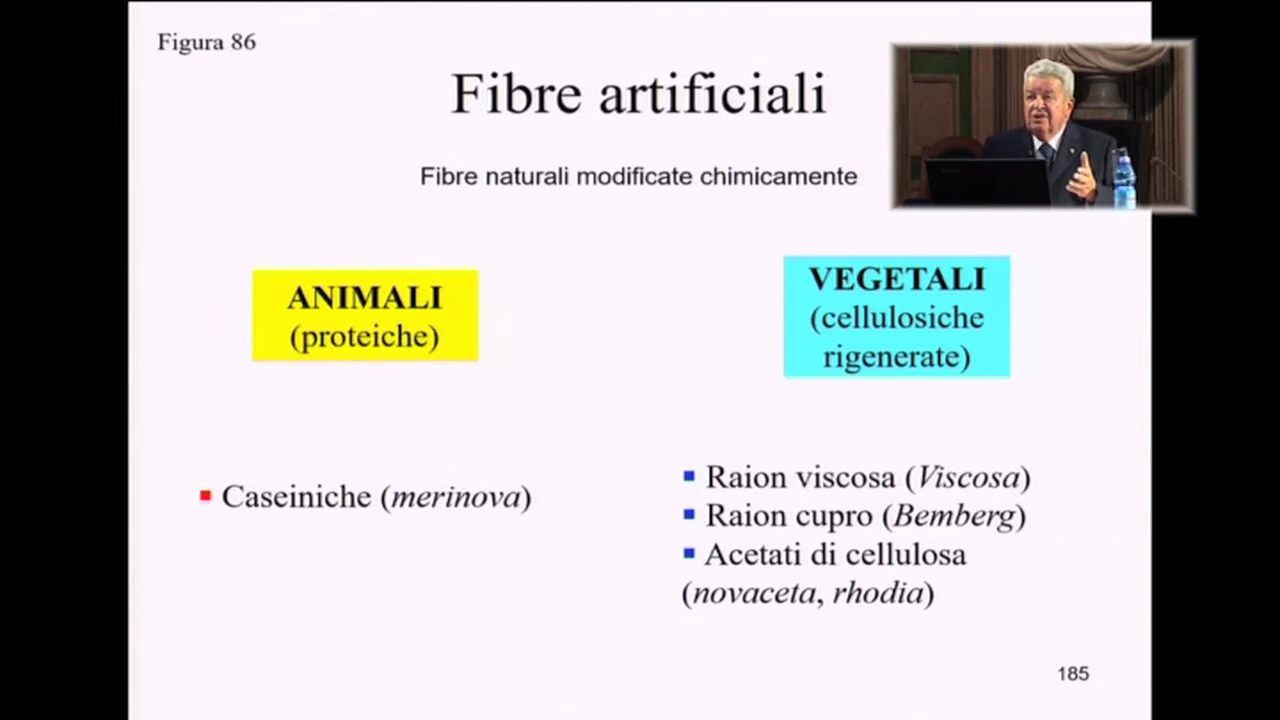 Figura 86
Fibre artificiali
Fibre naturali modificate chimicamente
ANIMALI
(proteiche)
VEGETALI
(cellulosiche
rigenerate)
▪ Caseiniche (merinova)
▪ Raion viscosa (Viscosa)
▪ Raion cupro (Bemberg)
▪ Acetati di cellulosa
(novaceta, rhodia)
185